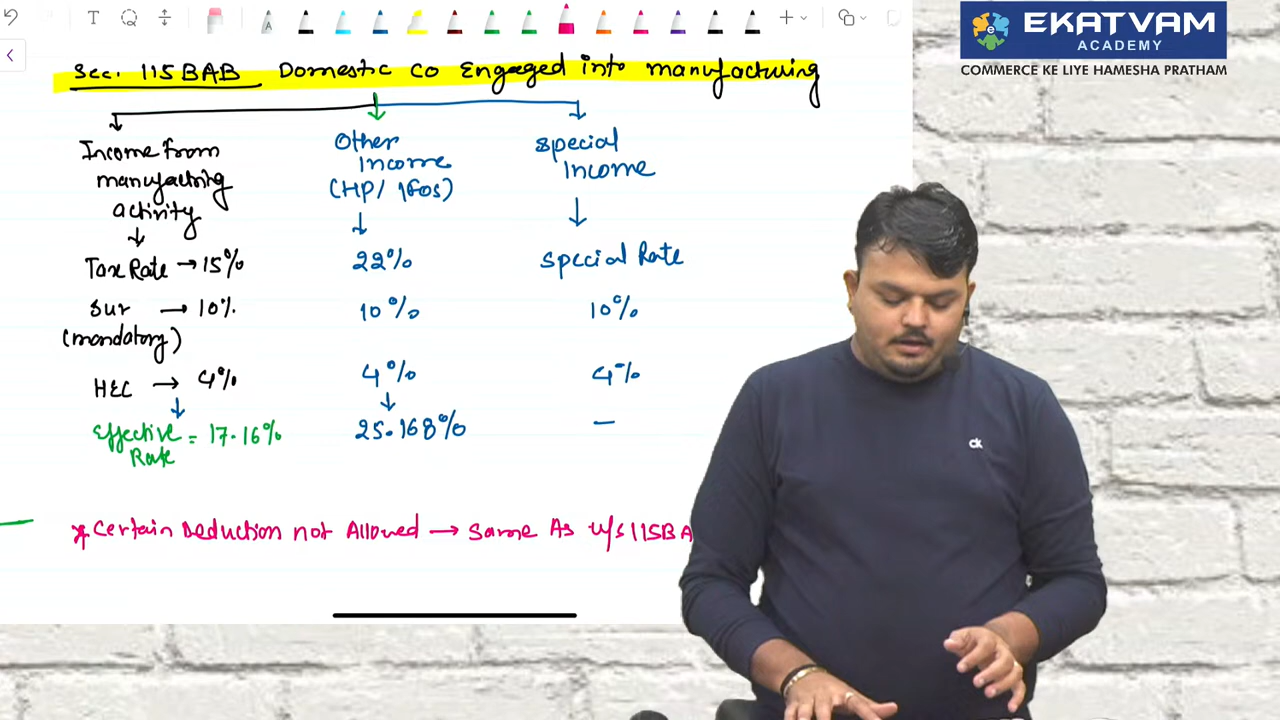 EKATVAM
ACADEMY
COMMERCE KE LIYE HAMESHA PRATHAM
Sec. 115BAB Domestic co Engaged into manufacturing
Income from
manufacturing
activity
Tax Rate → 15%
Sur → 10%
(mandatory)
HEC → 4%
Effective = 17.16%
Rate
Other
Income
(HP/ IFOS)
22%
10%
4%
25.168%
Special
Income
Special Rate
10%
4%
—
* Certain Deduction not Allowed → Same As u/s 115BA
ck